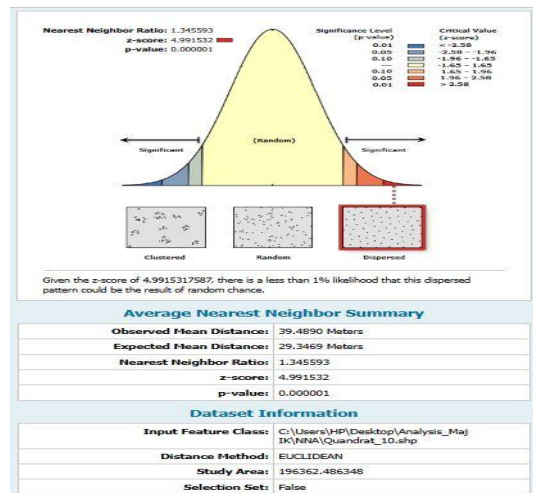 Nearest Neighbor Ratio: 1.345593
z-score: 4.991532
p-value: 0.000001
Significance Level (p-value)
Critical Value (z-score)
0.01 < -2.58
0.05 -2.58 - -1.96
0.10 -1.96 - -1.65
--- -1.65 - 1.65
0.10 1.65 - 1.96
0.05 1.96 - 2.58
0.01 > 2.58
Significant
(Random)
Significant
Clustered
Random
Dispersed
Given the z-score of 4.9915317587, there is a less than 1% likelihood that this dispersed
pattern could be the result of random chance.
Average Nearest Neighbor Summary
Observed Mean Distance: 39.4890 Meters
Expected Mean Distance: 29.3469 Meters
Nearest Neighbor Ratio: 1.345593
z-score: 4.991532
p-value: 0.000001
Dataset Information
Input Feature Class: C:\Users\HP\Desktop\Analysis_Maj
IK\NNA\Quandrat_10.shp
Distance Method: EUCLIDEAN
Study Area: 196362.486348
Selection Set: False